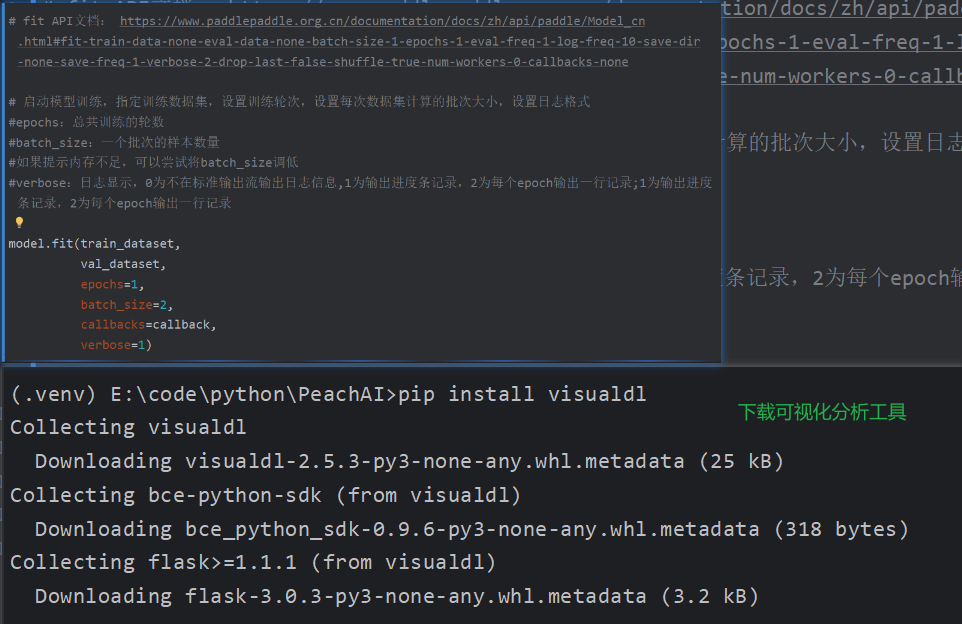 # fit API文档： https://www.paddlepaddle.org.cn/documentation/docs/zh/api/paddle/Model_cn
.html#fit-train-data-none-eval-data-none-batch-size-1-epochs-1-eval-freq-1-log-freq-10-save-dir
-none-save-freq-1-verbose-2-drop-last-false-shuffle-true-num-workers-0-callbacks-none
# 启动模型训练，指定训练数据集，设置训练轮次，设置每次数据集计算的批次大小，设置日志格式
#epochs：总共训练的轮数
#batch_size：一个批次的样本数量
#如果提示内存不足，可以尝试将batch_size调低
#verbose：日志显示，0为不在标准输出流输出日志信息,1为输出进度条记录，2为每个epoch输出一行记录;1为输出进度
条记录，2为每个epoch输出一行记录
model.fit(train_dataset,
val_dataset,
epochs=1,
batch_size=2,
callbacks=callback,
verbose=1)
tion/docs/zh/api/pad
pochs-1-eval-freq-1-l
e-num-workers-0-callb
算的批次大小，设置日志
条记录，2为每个epoch输
(.venv) E:\code\python\PeachAI>pip install visualdl
下载可视化分析工具
Collecting visualdl
Downloading visualdl-2.5.3-py3-none-any.whl.metadata (25 kB)
Collecting bce-python-sdk (from visualdl)
Downloading bce_python_sdk-0.9.6-py3-none-any.whl.metadata (318 bytes)
Collecting flask>=1.1.1 (from visualdl)
Downloading flask-3.0.3-py3-none-any.whl.metadata (3.2 kB)